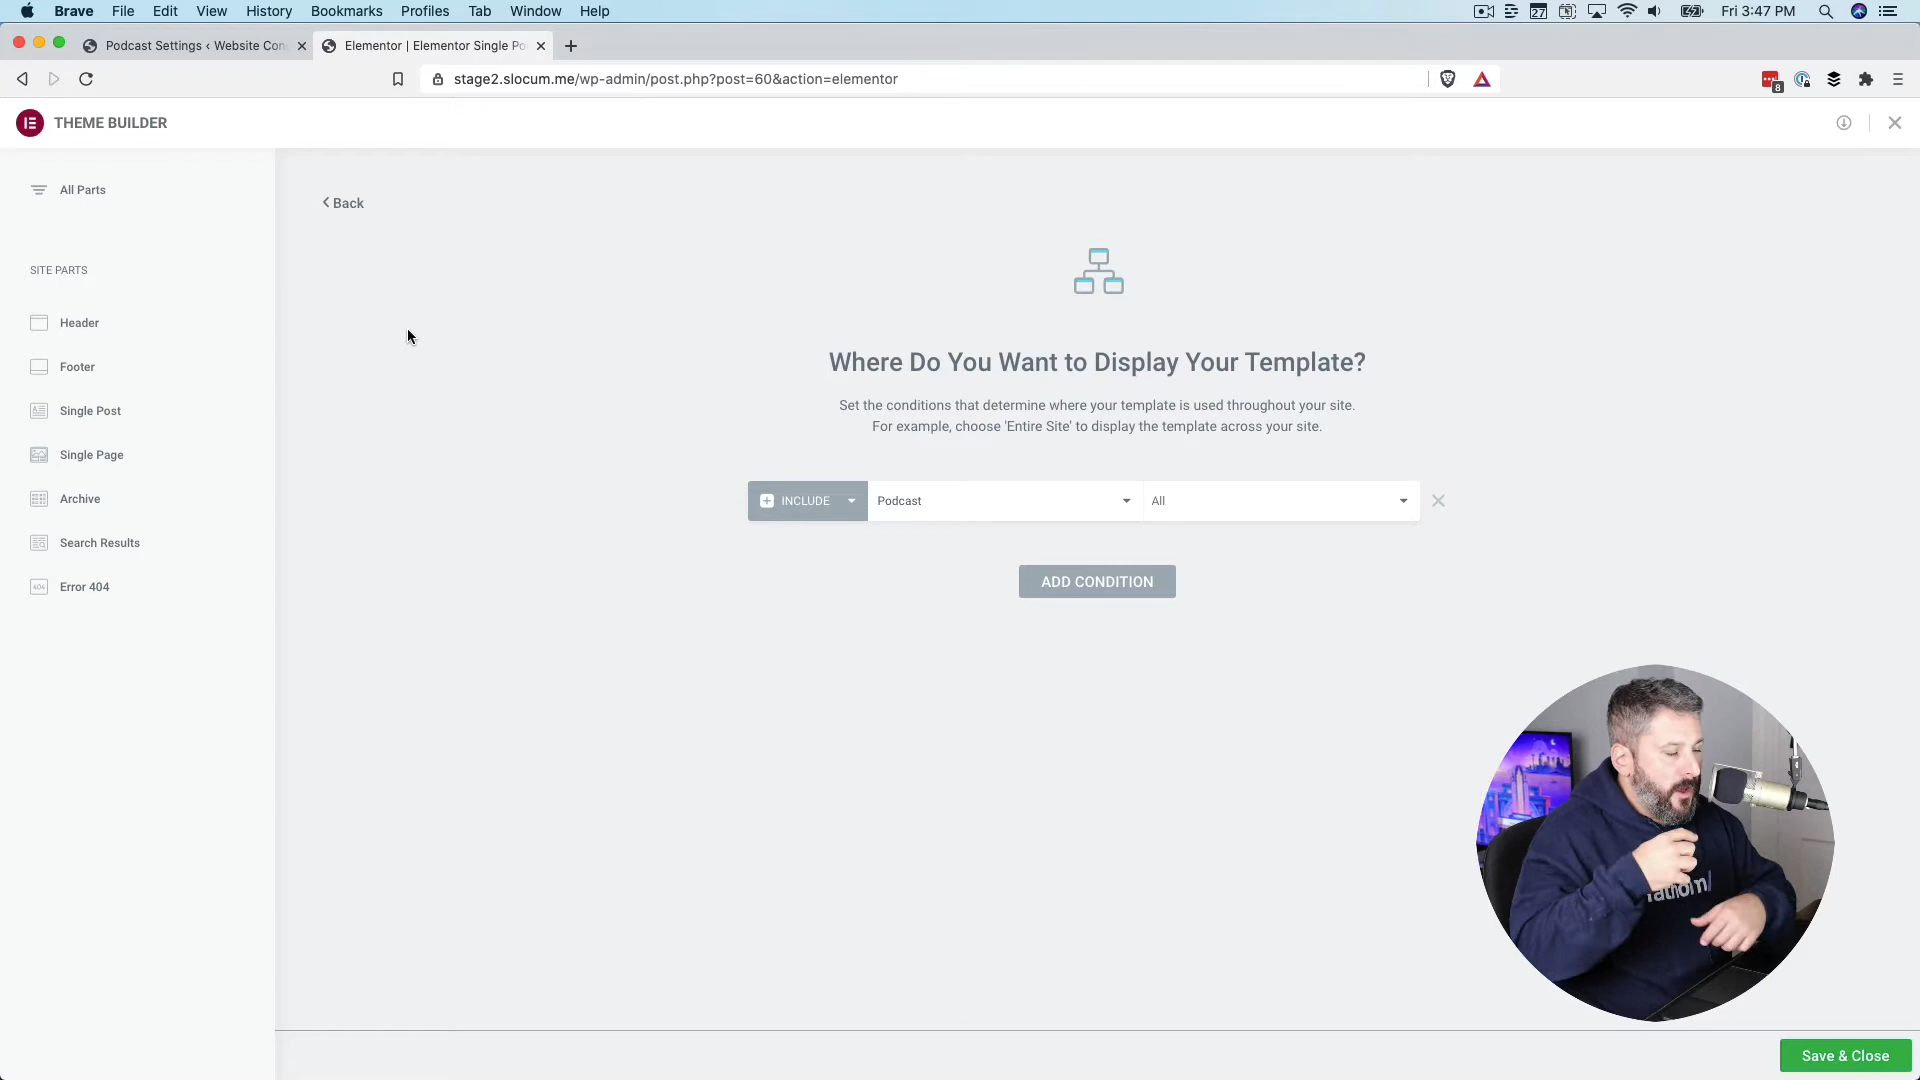 Brave File Edit View History Bookmarks Profiles Tab Window Help
27
Fri 3:47 PM
Podcast Settings ‹ Website Con
Elementor | Elementor Single Po
stage2.slocum.me/wp-admin/post.php?post=60&action=elementor
8
THEME BUILDER
All Parts
Back
SITE PARTS
Header
Footer
Single Post
Single Page
Archive
Search Results
404
Error 404
Where Do You Want to Display Your Template?
Set the conditions that determine where your template is used throughout your site.
For example, choose 'Entire Site' to display the template across your site.
INCLUDE Podcast All
ADD CONDITION
Save & Close